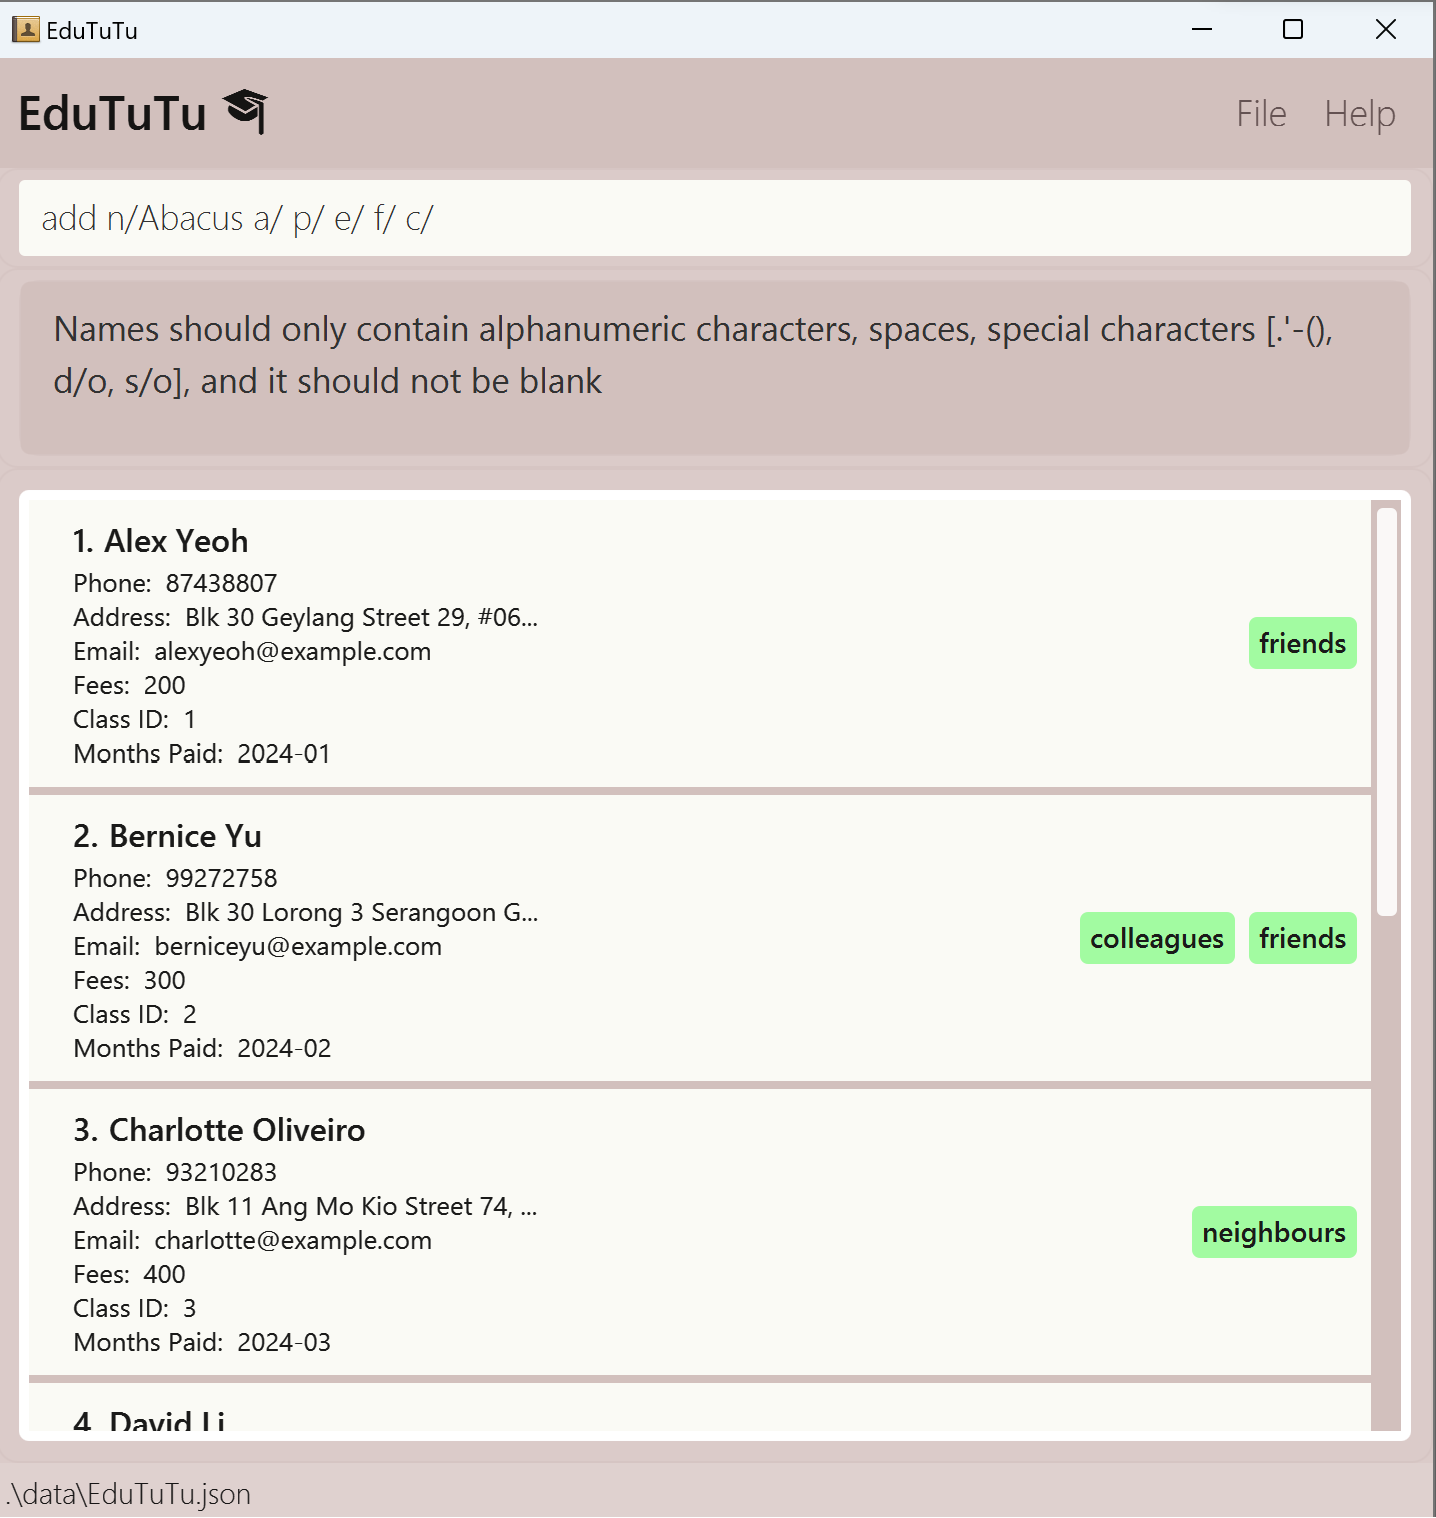 EduTuTu
EduTuTu
File Help
add n/Abacus a/ p/ e/ f/ c/
Names should only contain alphanumeric characters, spaces, special characters [.'-(),
d/o, s/o], and it should not be blank
1. Alex Yeoh
Phone: 87438807
Address: Blk 30 Geylang Street 29, #06...
Email: alexyeoh@example.com
Fees: 200
Class ID: 1
Months Paid: 2024-01
friends
2. Bernice Yu
Phone: 99272758
Address: Blk 30 Lorong 3 Serangoon G...
Email: berniceyu@example.com
Fees: 300
Class ID: 2
Months Paid: 2024-02
colleagues friends
3. Charlotte Oliveiro
Phone: 93210283
Address: Blk 11 Ang Mo Kio Street 74, ...
Email: charlotte@example.com
Fees: 400
Class ID: 3
Months Paid: 2024-03
neighbours
4. David Li
.\data\EduTuTu.json